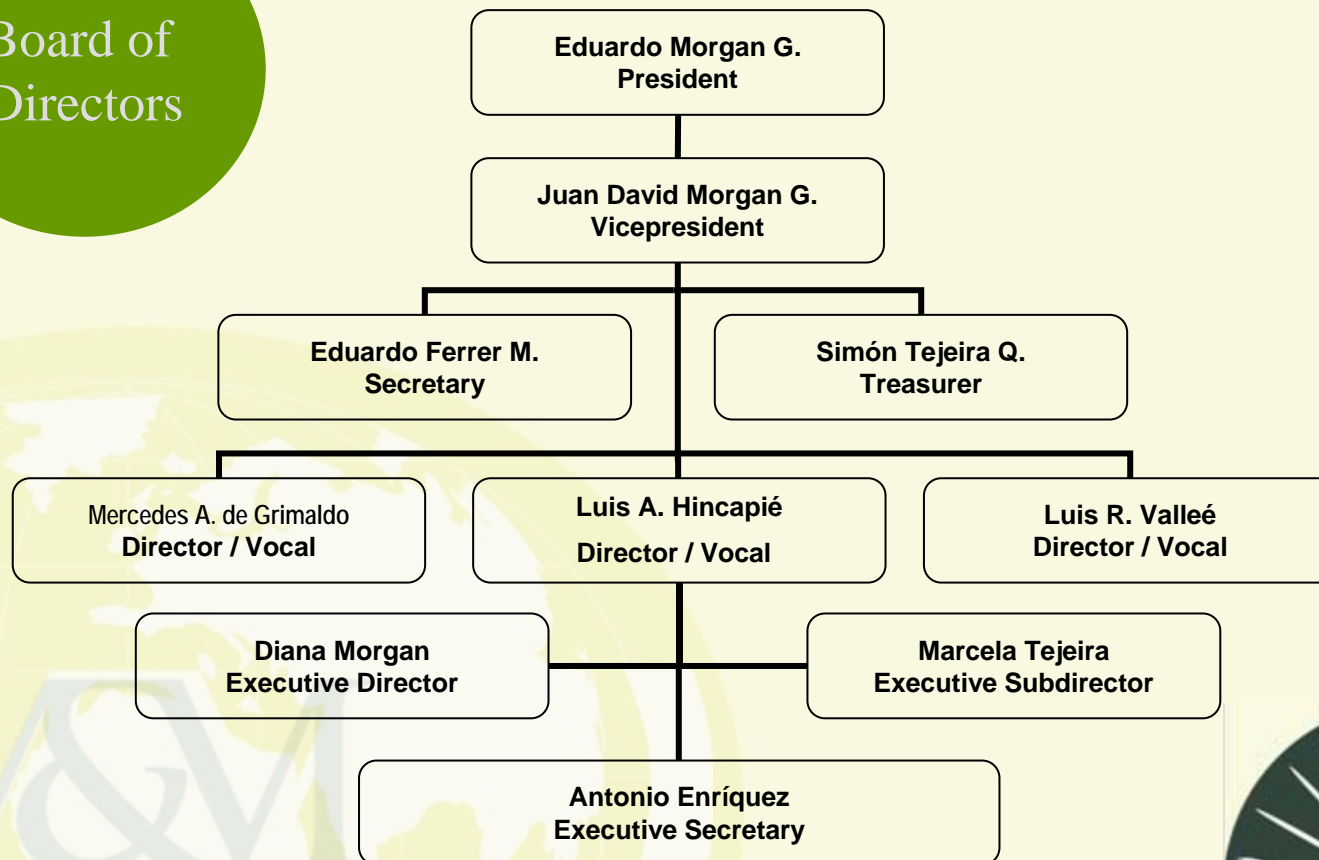 Board of
Directors
Eduardo Morgan G.
President
Juan David Morgan G.
Vicepresident
Eduardo Ferrer M.
Secretary
Simón Tejeira Q.
Treasurer
Mercedes A. de Grimaldo
Director / Vocal
Luis A. Hincapié
Director / Vocal
Luis R. Valleé
Director / Vocal
Diana Morgan
Executive Director
Marcela Tejeira
Executive Subdirector
Antonio Enríquez
Executive Secretary